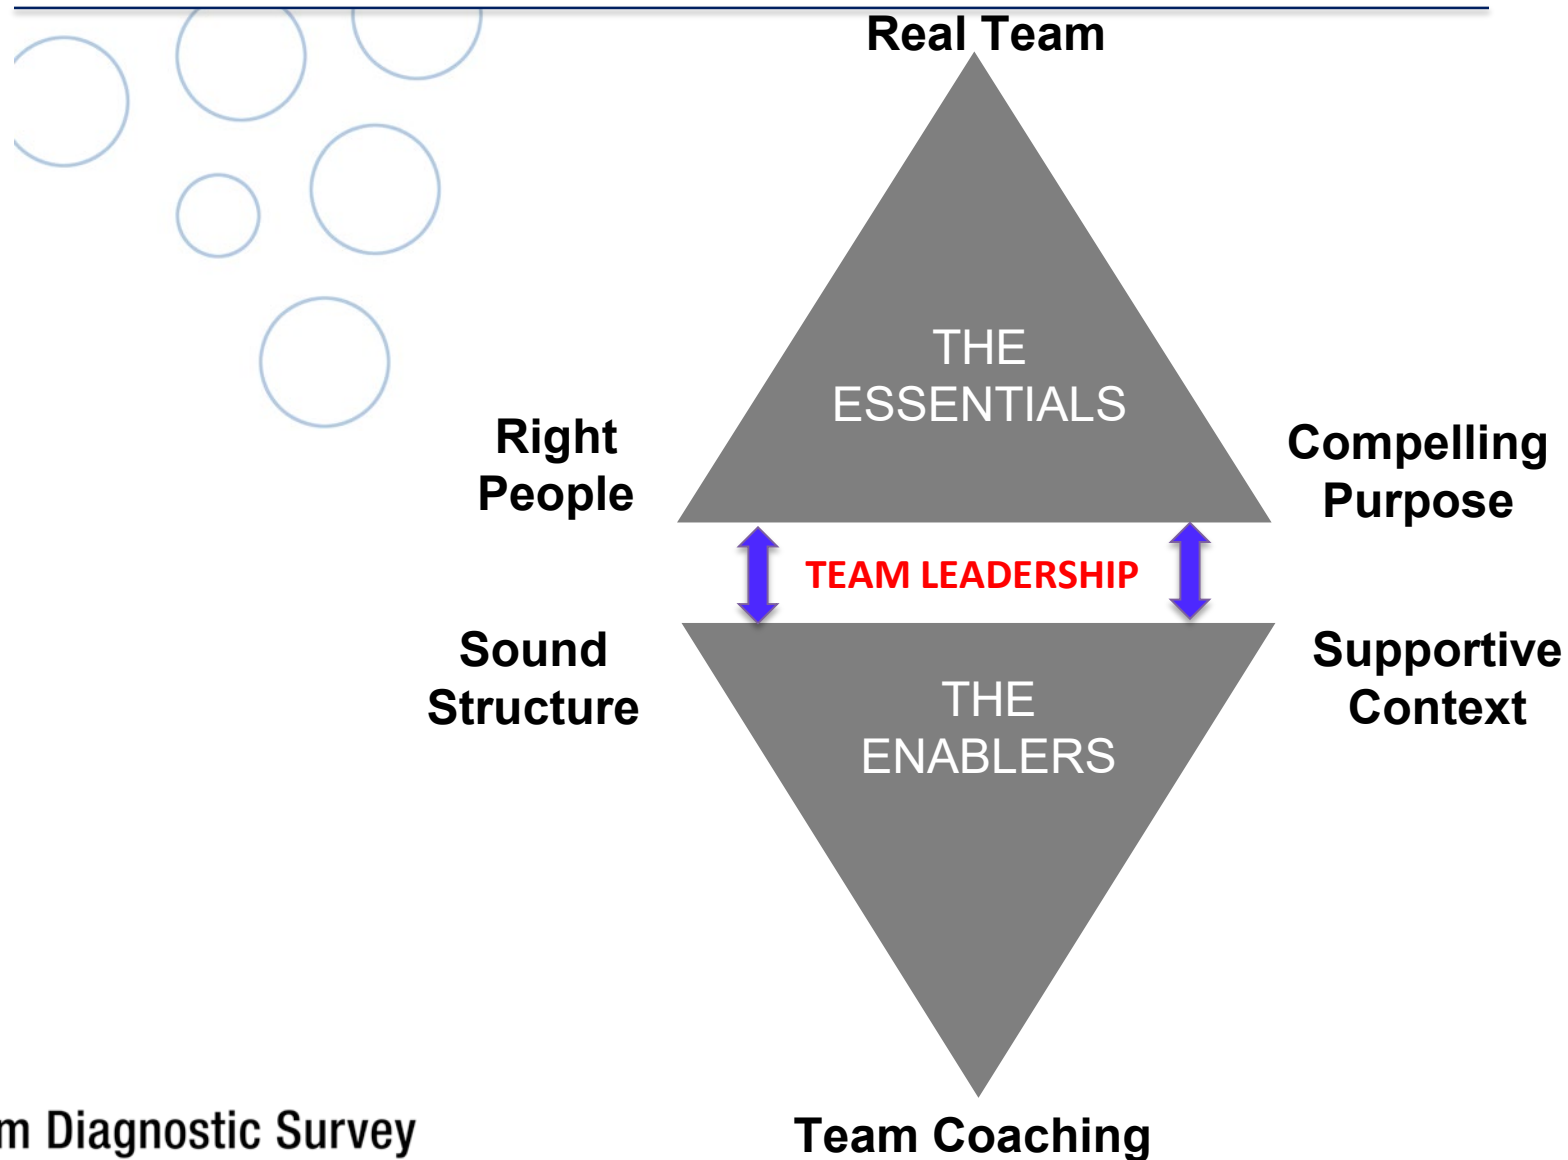 Real Team
THE
ESSENTIALS
Right
People
Compelling
Purpose
TEAM LEADERSHIP
Sound
Structure
Supportive
Context
THE
ENABLERS
m Diagnostic Survey
Team Coaching